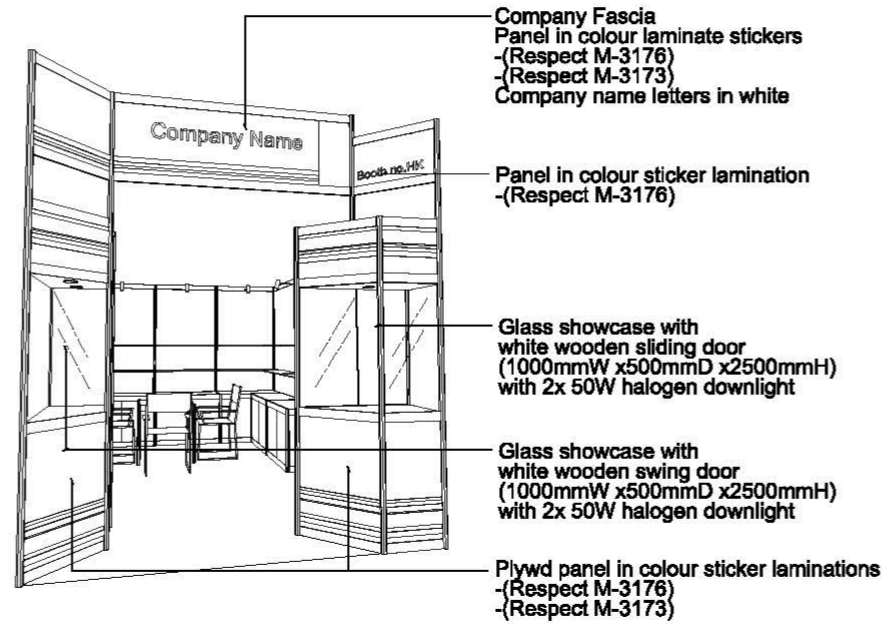 Company Fascia
Panel in colour laminate stickers
-(Respect M-3176)
-(Respect M-3173)
Company name letters in white
Company Name
Booth no.HK
Panel in colour sticker lamination
-(Respect M-3176)
Glass showcase with
white wooden sliding door
(1000mmW x500mmD x2500mmH)
with 2x 50W halogen downlight
Glass showcase with
white wooden swing door
(1000mmW x500mmD x2500mmH)
with 2x 50W halogen downlight
Plywd panel in colour sticker laminations
-(Respect M-3176)
-(Respect M-3173)